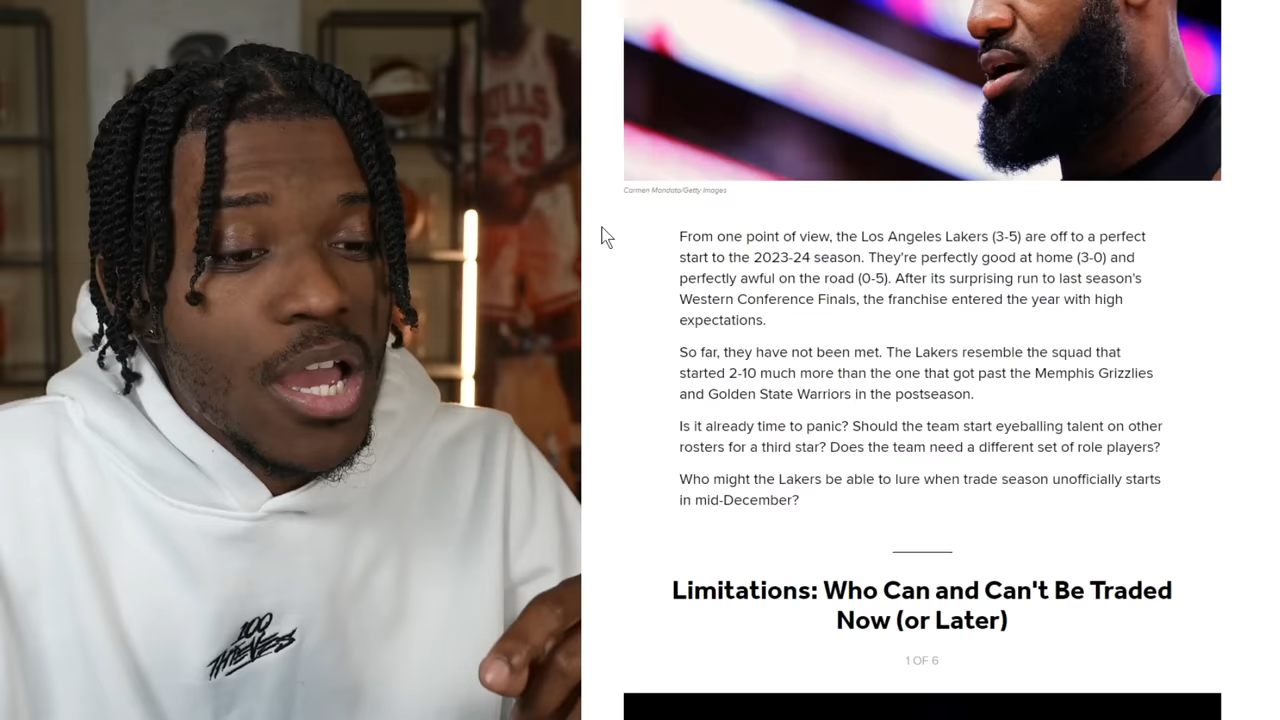 BULLS
23
100
THIEVES
Carmen Mandato/Getty Images
From one point of view, the Los Angeles Lakers (3-5) are off to a perfect
start to the 2023-24 season. They're perfectly good at home (3-0) and
perfectly awful on the road (0-5). After its surprising run to last season's
Western Conference Finals, the franchise entered the year with high
expectations.
So far, they have not been met. The Lakers resemble the squad that
started 2-10 much more than the one that got past the Memphis Grizzlies
and Golden State Warriors in the postseason.
Is it already time to panic? Should the team start eyeballing talent on other
rosters for a third star? Does the team need a different set of role players?
Who might the Lakers be able to lure when trade season unofficially starts
in mid-December?
Limitations: Who Can and Can't Be Traded
Now (or Later)
1 OF 6